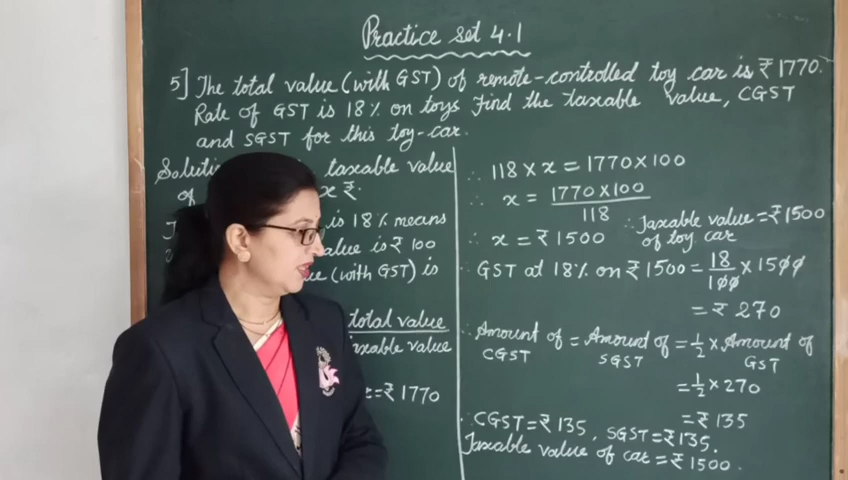 Practice set 4.1
5] The total value (with GST) of remote-controlled toy car is ₹1770.
Rate of GST is 18% on toys Find the taxable value, CGST
and SGST for this toy-car.
taxable value
of x ₹.
is 18% means
value is ₹ 100
(with GST) is
total value
taxable value
= ₹ 1770
∴ 118 × x = 1770 × 100
∴ x = 1770 × 100 / 118
∴ x = ₹ 1500
∴ Taxable value = ₹ 1500
of toy car
∴ GST at 18% on ₹ 1500 = 18/100 × 1500
= ₹ 270
∴ Amount of CGST = Amount of SGST = 1/2 × Amount of GST
= 1/2 × 270
= ₹ 135
∴ CGST = ₹ 135, SGST = ₹ 135.
Taxable value of car = ₹ 1500.